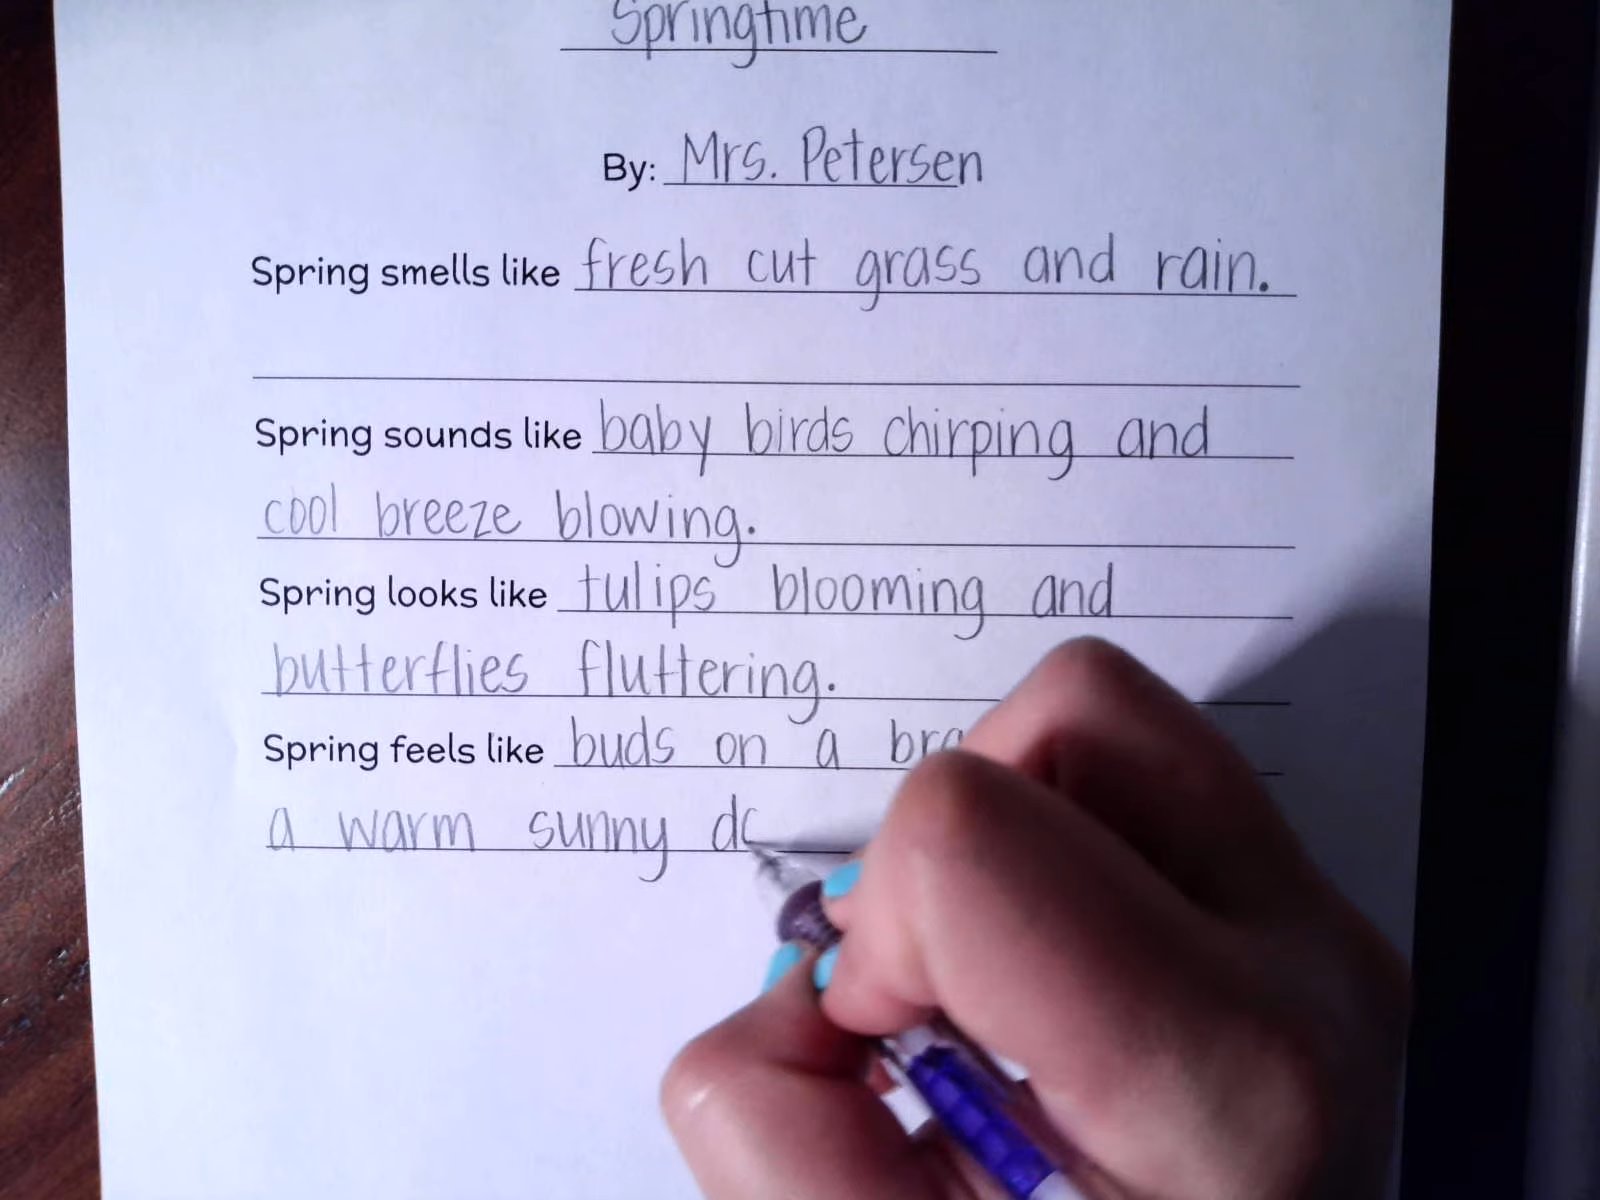 Springtime
By: Mrs. Petersen
Spring smells like fresh cut grass and rain.
Spring sounds like baby birds chirping and
cool breeze blowing.
Spring looks like tulips blooming and
butterflies fluttering.
Spring feels like buds on a
a warm sunny